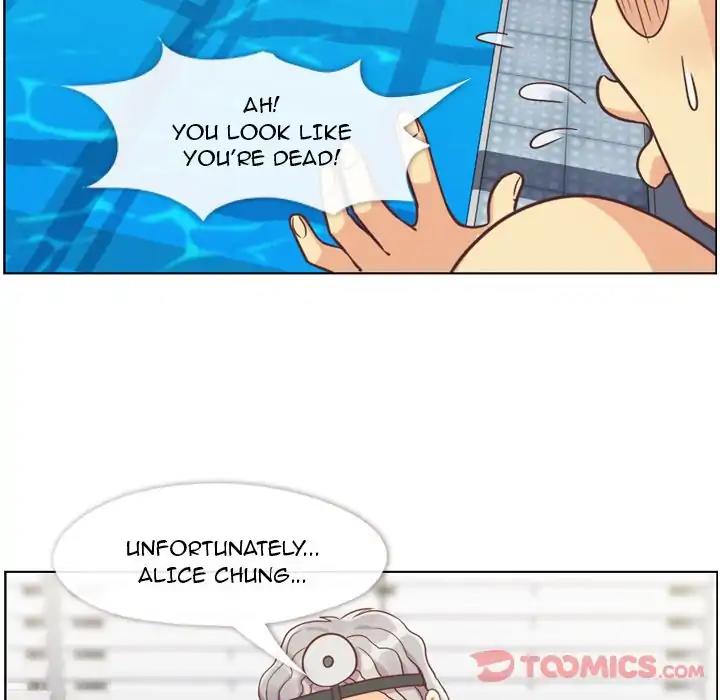 AH!
YOU LOOK LIKE
YOU'RE DEAD!
UNFORTUNATELY...
ALICE CHUNG...
TOOMICS.COM